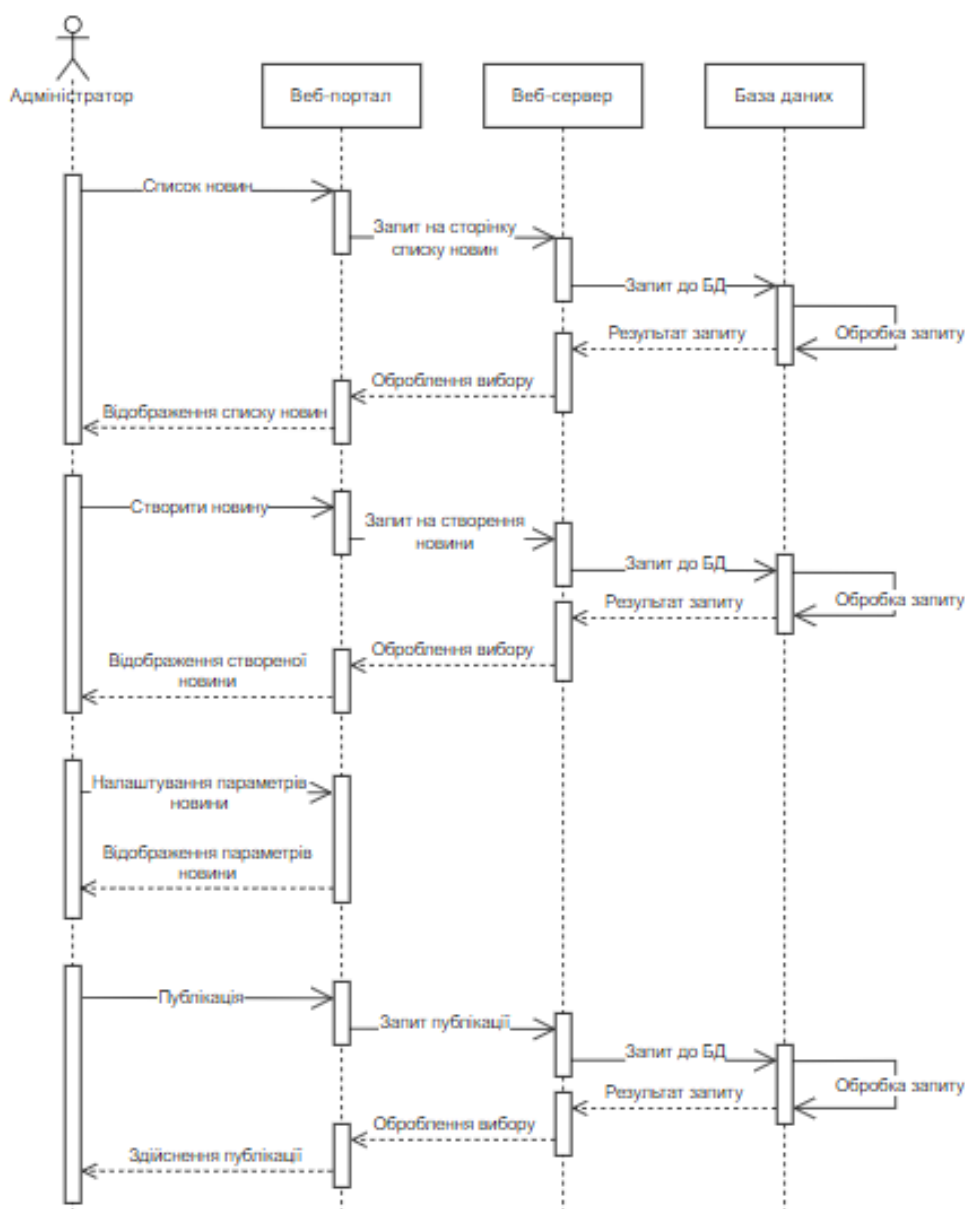 Адміністратор
Веб-портал
Веб-сервер
База даних
Список новин
Запит на сторінку
списку новин
Запит до БД
Обробка запиту
Результат запиту
Оброблення вибору
Відображення списку новин
Створити новину
Запит на створення
новини
Запит до БД
Обробка запиту
Результат запиту
Оброблення вибору
Відображення створеної
новини
Налаштування параметрів
новини
Відображення параметрів
новини
Публікація
Запит публікації
Запит до БД
Обробка запиту
Результат запиту
Оброблення вибору
Здійснення публікації